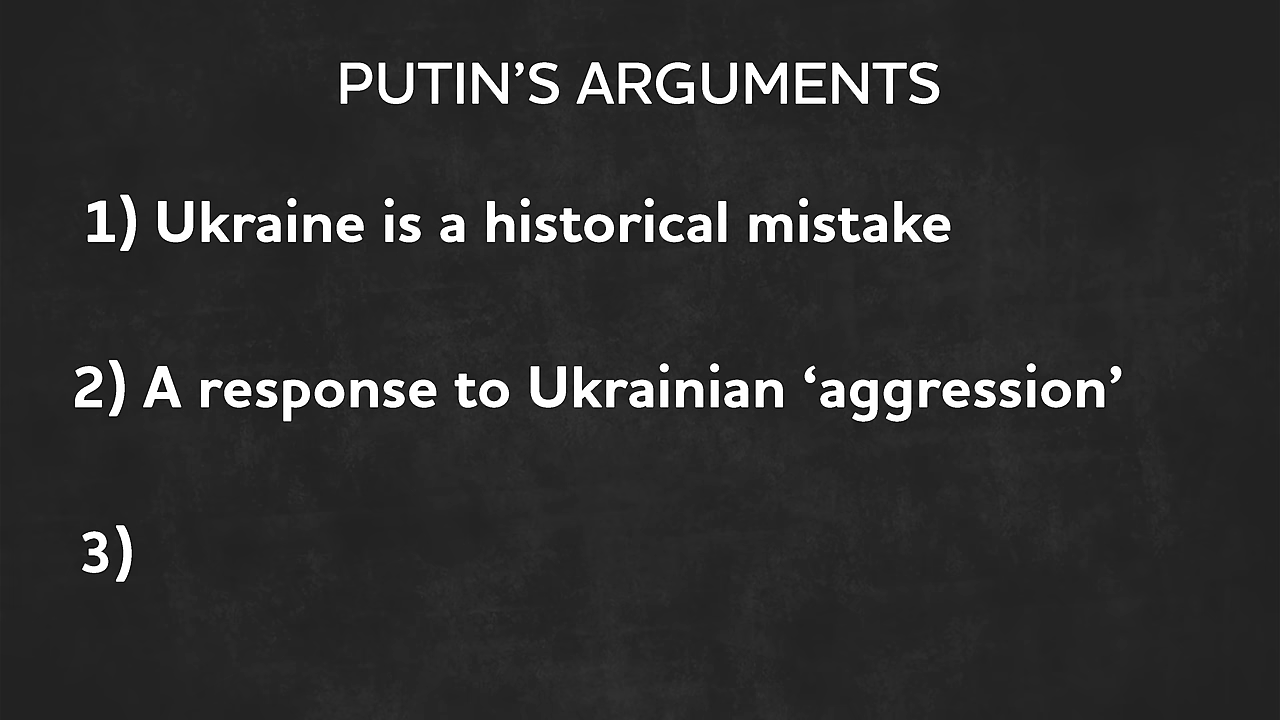 PUTIN’S ARGUMENTS
1) Ukraine is a historical mistake
2) A response to Ukrainian ‘aggression’
3)